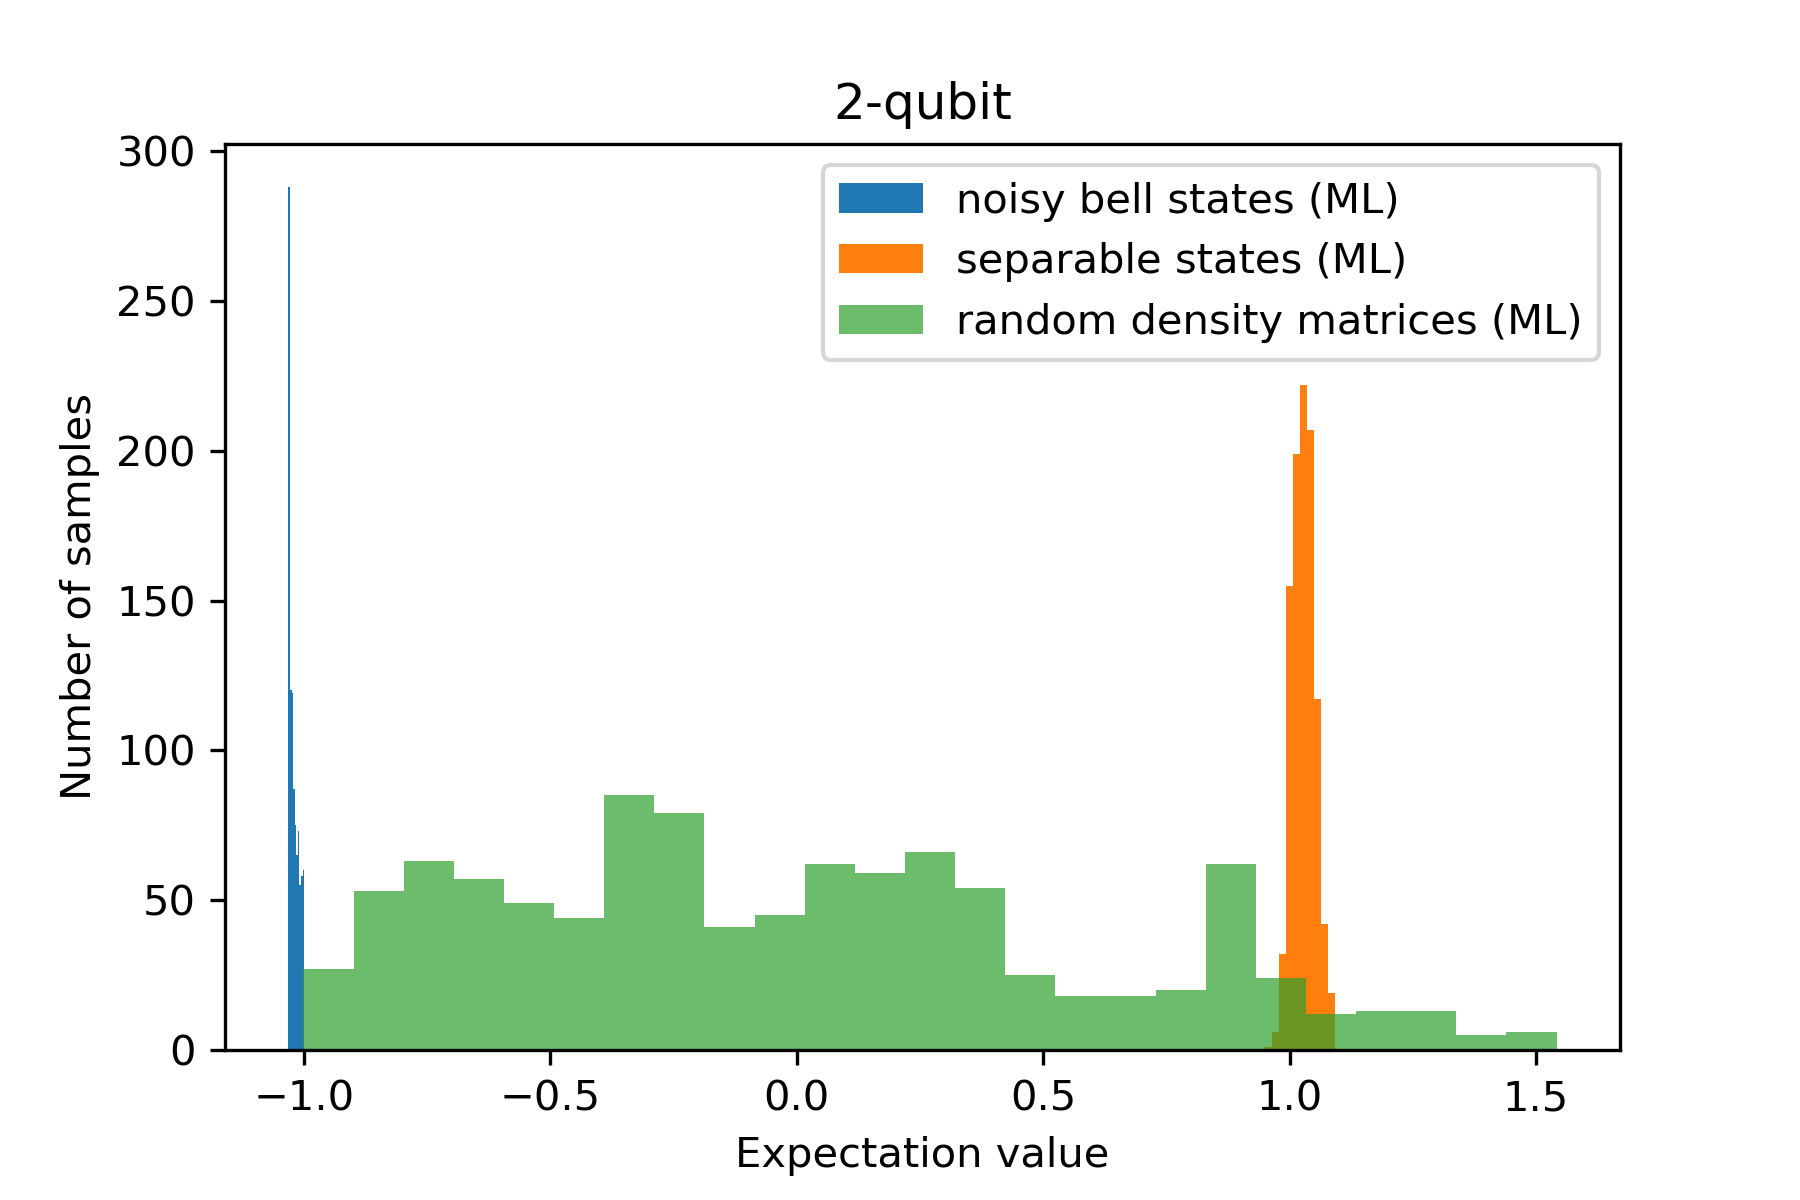 2-qubit
300
250
200
150
100
50
0
Number of samples
noisy bell states (ML)
separable states (ML)
random density matrices (ML)
−1.0 −0.5 0.0 0.5 1.0 1.5
Expectation value